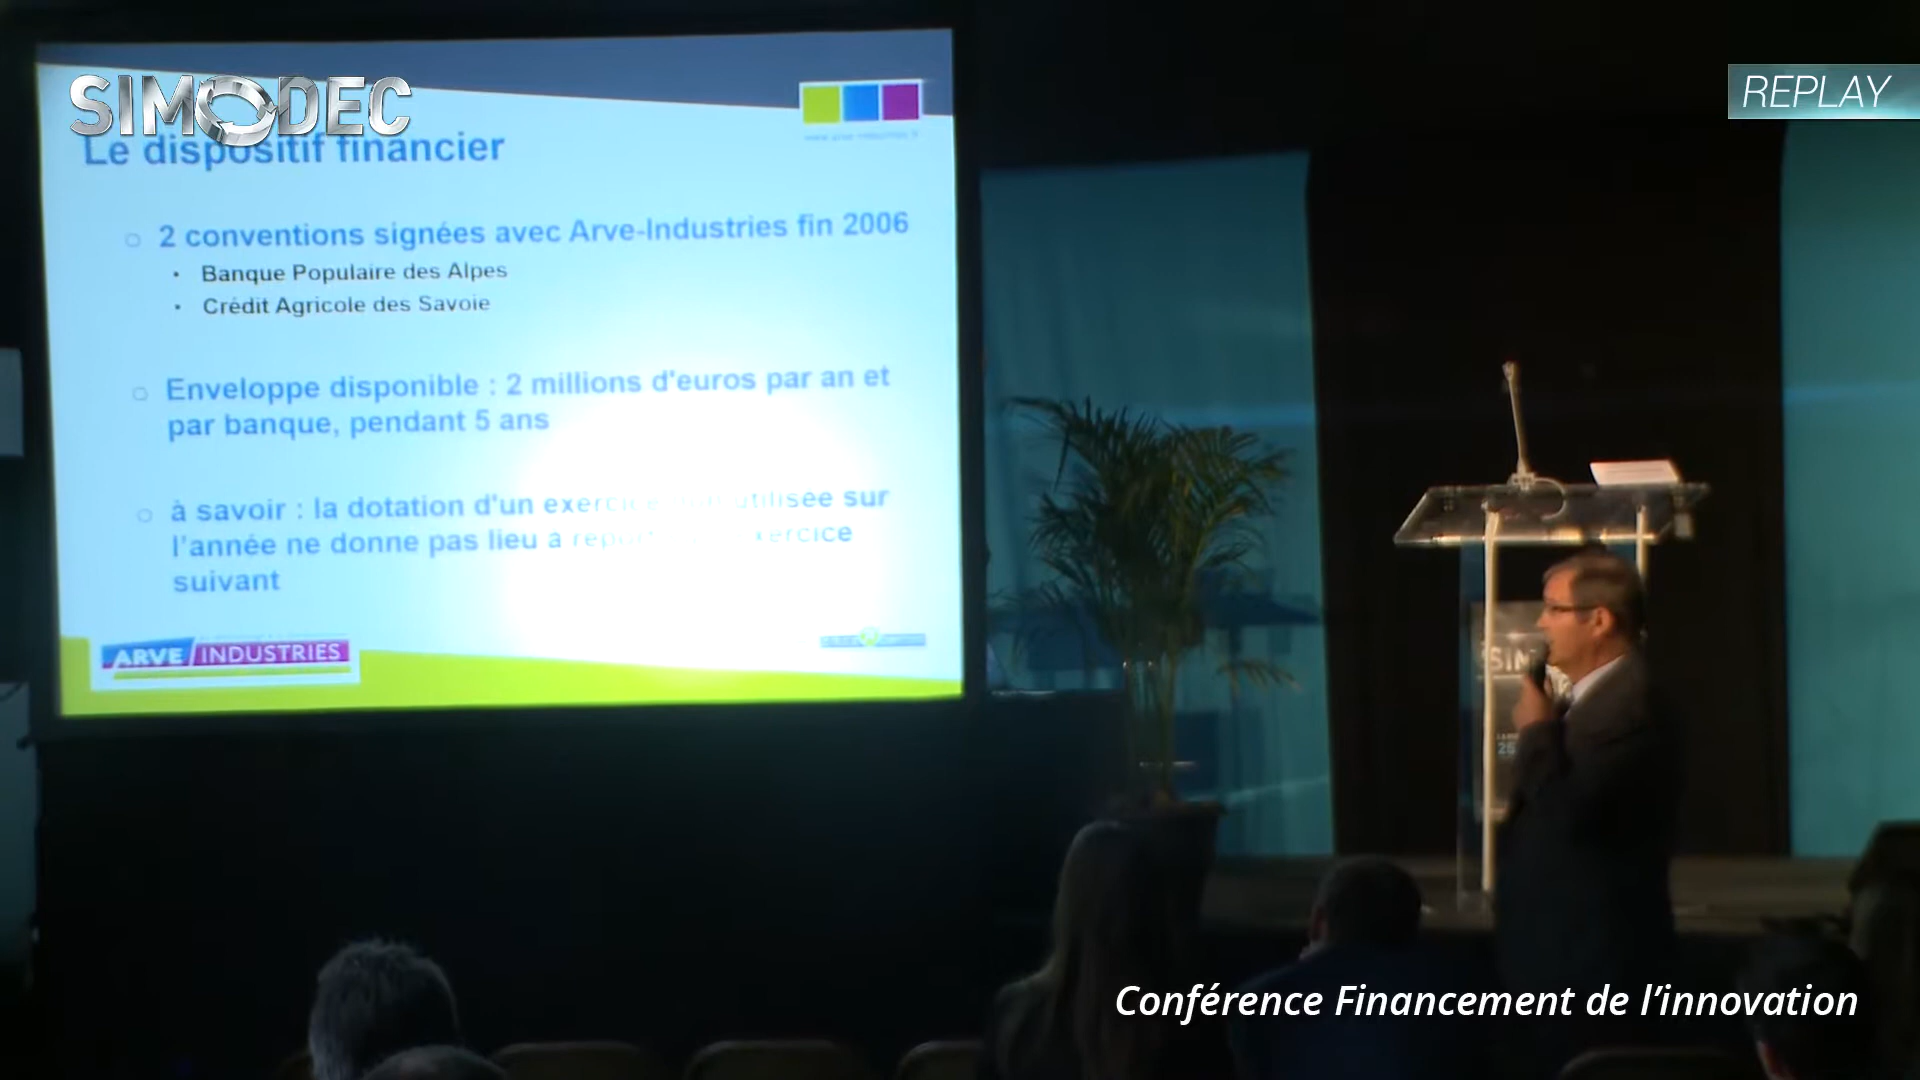 SIMODEC
REPLAY
Le dispositif financier
2 conventions signées avec Arve-Industries fin 2006
Banque Populaire des Alpes
Crédit Agricole des Savoie
Enveloppe disponible : 2 millions d'euros par an et
par banque, pendant 5 ans
à savoir : la dotation d'un exercice utilisée sur
l'année ne donne pas lieu à exercice
suivant
ARVE INDUSTRIES
SIM
Conférence Financement de l’innovation